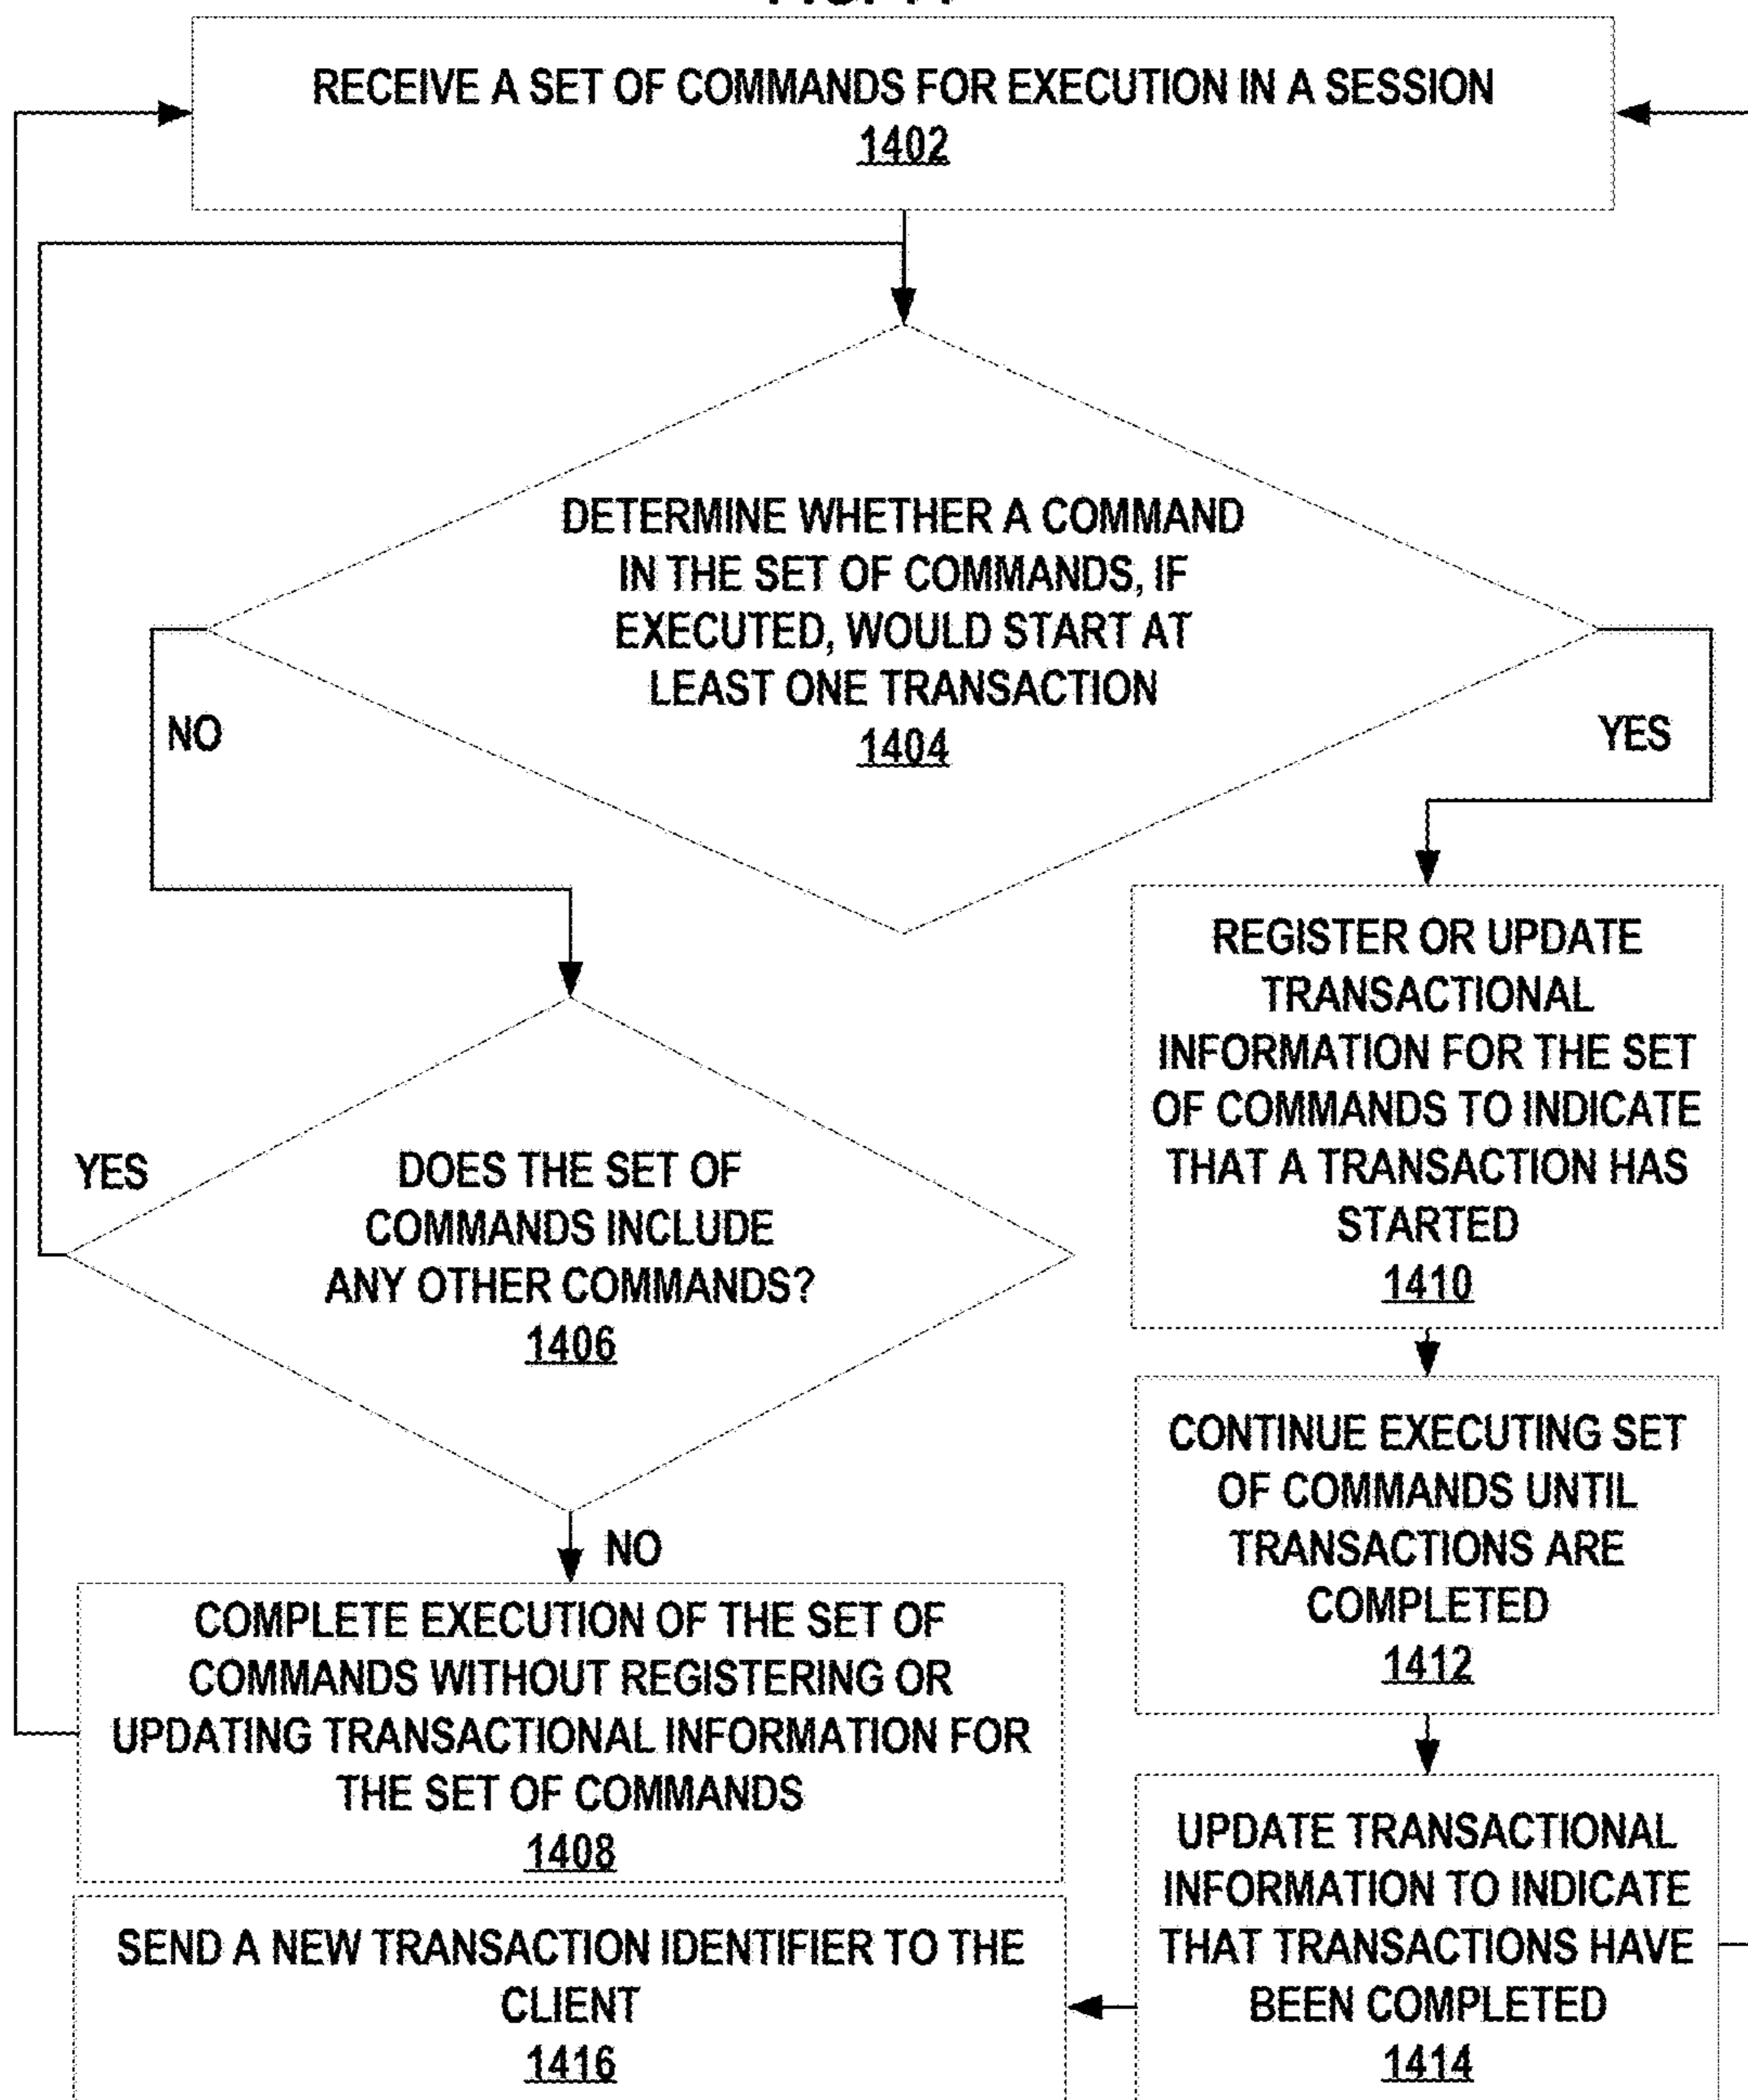 RECEIVE A SET OF COMMANDS FOR EXECUTION IN A SESSION
1402
DETERMINE WHETHER A COMMAND
IN THE SET OF COMMANDS, IF
EXECUTED, WOULD START AT
LEAST ONE TRANSACTION
1404
NO
YES
REGISTER OR UPDATE
TRANSACTIONAL
INFORMATION FOR THE SET
OF COMMANDS TO INDICATE
THAT A TRANSACTION HAS
STARTED
1410
YES
DOES THE SET OF
COMMANDS INCLUDE
ANY OTHER COMMANDS?
1406
NO
CONTINUE EXECUTING SET
OF COMMANDS UNTIL
TRANSACTIONS ARE
COMPLETED
1412
COMPLETE EXECUTION OF THE SET OF
COMMANDS WITHOUT REGISTERING OR
UPDATING TRANSACTIONAL INFORMATION FOR
THE SET OF COMMANDS
1408
UPDATE TRANSACTIONAL
INFORMATION TO INDICATE
THAT TRANSACTIONS HAVE
BEEN COMPLETED
1414
SEND A NEW TRANSACTION IDENTIFIER TO THE
CLIENT
1416